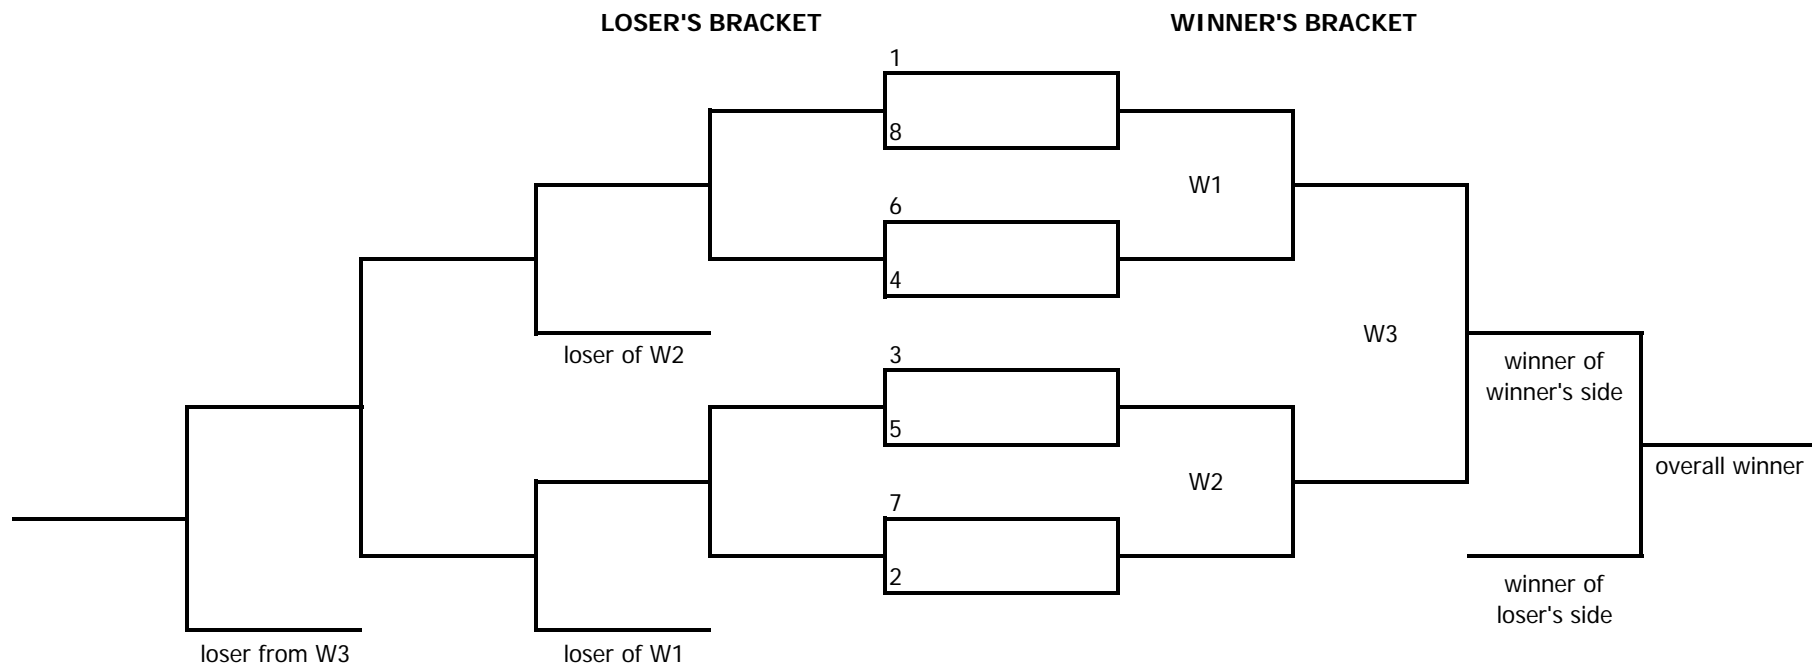 LOSER'S BRACKET
WINNER'S BRACKET
1
8
W1
6
4
W3
loser of W2
3
winner of
winner's side
5
overall winner
W2
7
2
winner of
loser's side
loser from W3
loser of W1